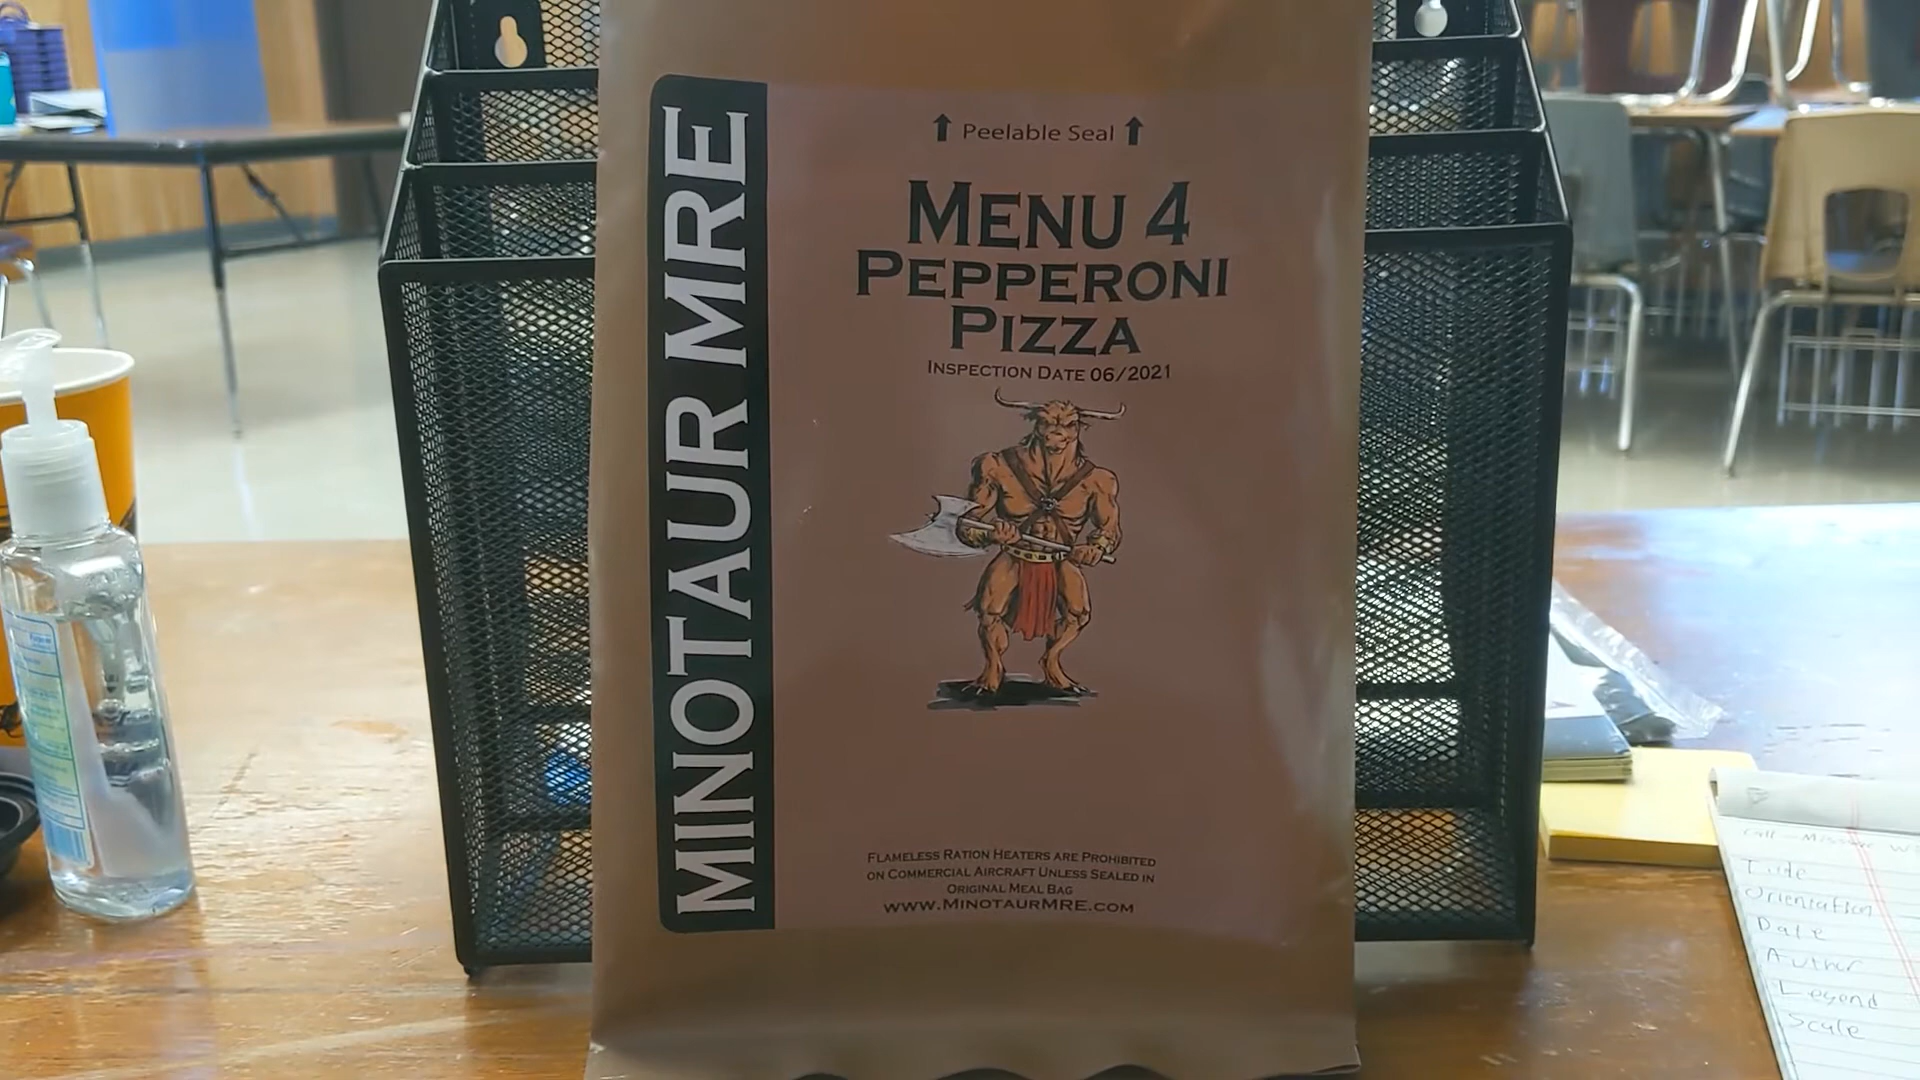 MINOTAUR MRE
Peelable Seal
MENU 4
PEPPERONI
PIZZA
INSPECTION DATE 06/2021
FLAMELESS RATION HEATERS ARE PROHIBITED
ON COMMERCIAL AIRCRAFT UNLESS SEALED IN
ORIGINAL MEAL BAG
WWW.MINOTAURMRE.COM
Title
Orientation
Date
Author
Legend
Scale